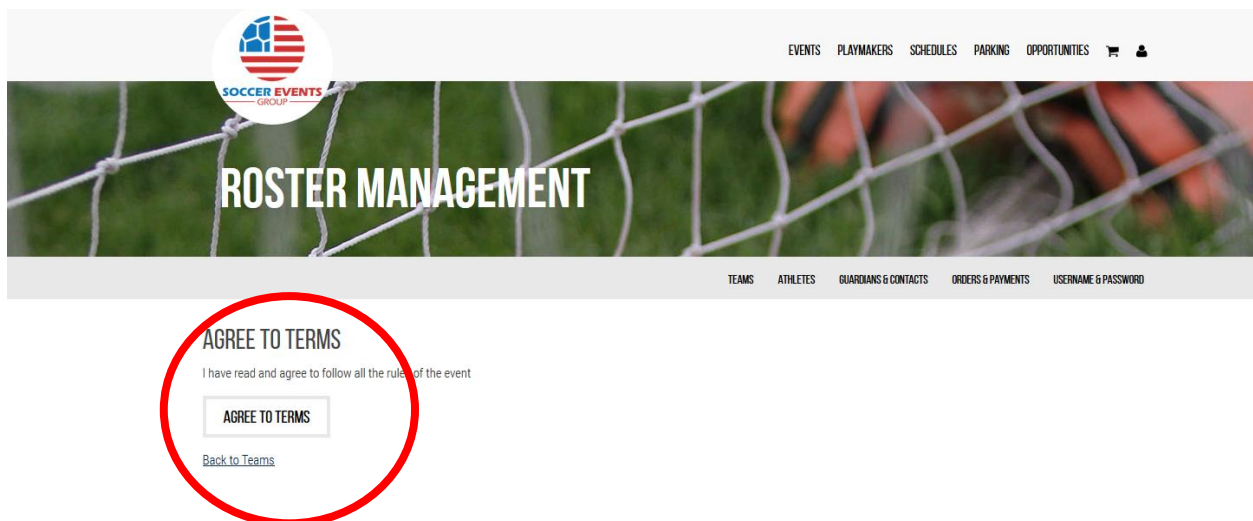 SOCCER EVENTS
GROUP
EVENTS PLAYMAKERS SCHEDULES PARKING OPPORTUNITIES
ROSTER MANAGEMENT
TEAMS ATHLETES GUARDIANS & CONTACTS ORDERS & PAYMENTS USERNAME & PASSWORD
AGREE TO TERMS
I have read and agree to follow all the rules of the event
AGREE TO TERMS
Back to Teams